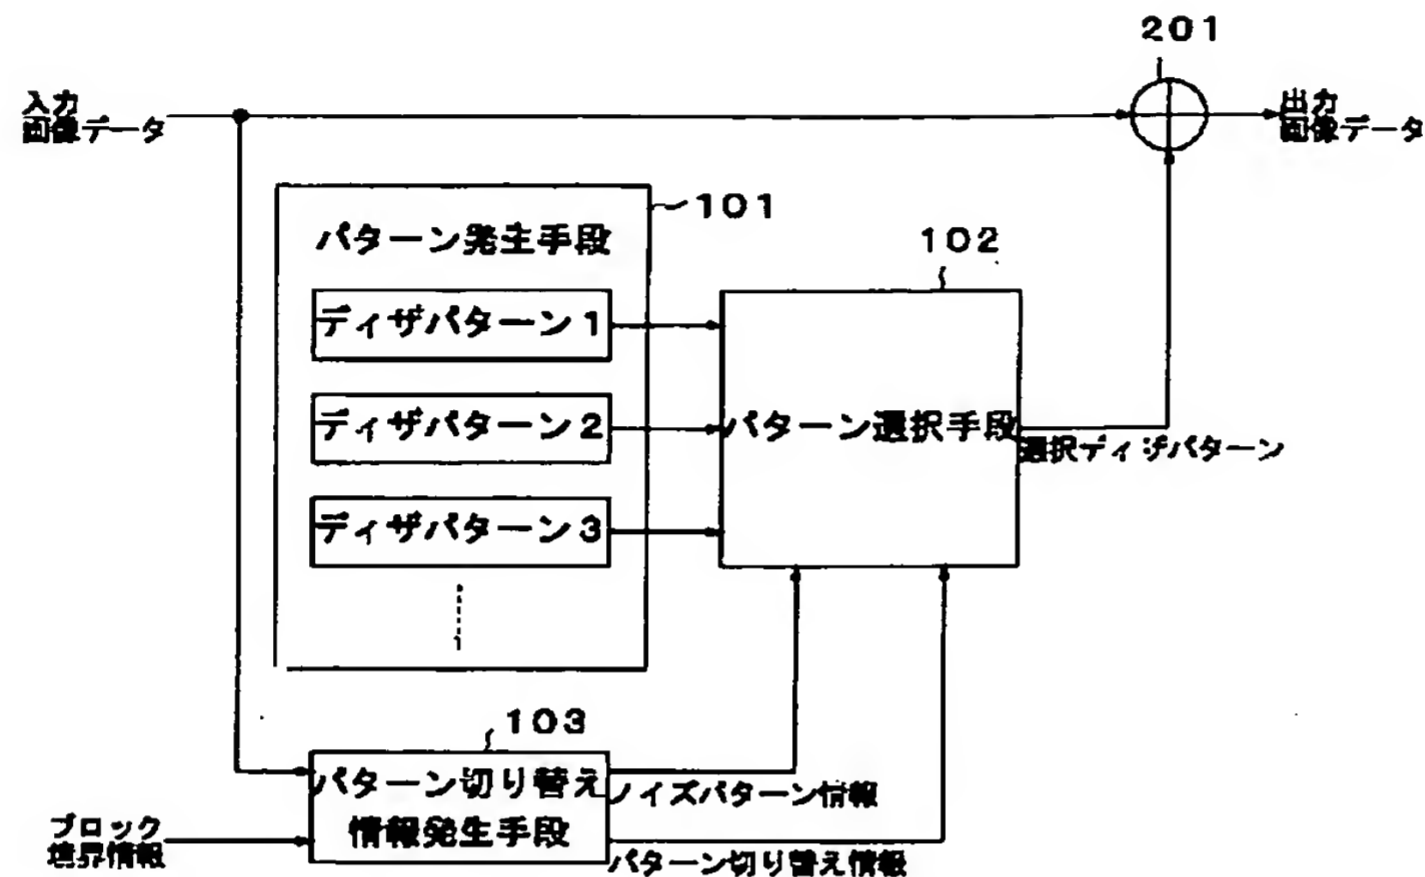 201
入力
画像データ
出力
画像データ
101
パターン発生手段
102
ディザパターン1
ディザパターン2
パターン選択手段
選択ディザパターン
ディザパターン3
103
パターン切り替え
情報発生手段
ノイズパターン情報
ブロック
境界情報
パターン切り替え情報